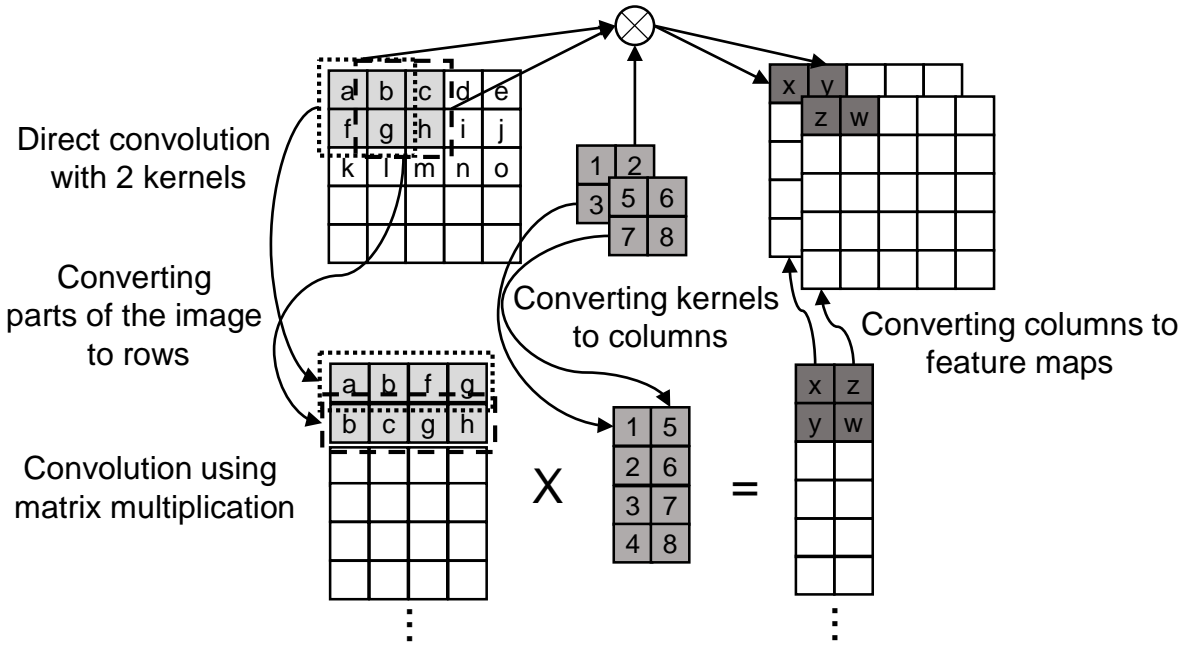 a b c d e
f g h i j
k l m n o
Direct convolution
with 2 kernels
1 2
3
5 6
7 8
x y
z w
Converting
parts of the image
to rows
Converting kernels
to columns
Converting columns to
feature maps
a b f g
b c g h
Convolution using
matrix multiplication
X
1 5
2 6
3 7
4 8
=
x z
y w
⋮
⋮